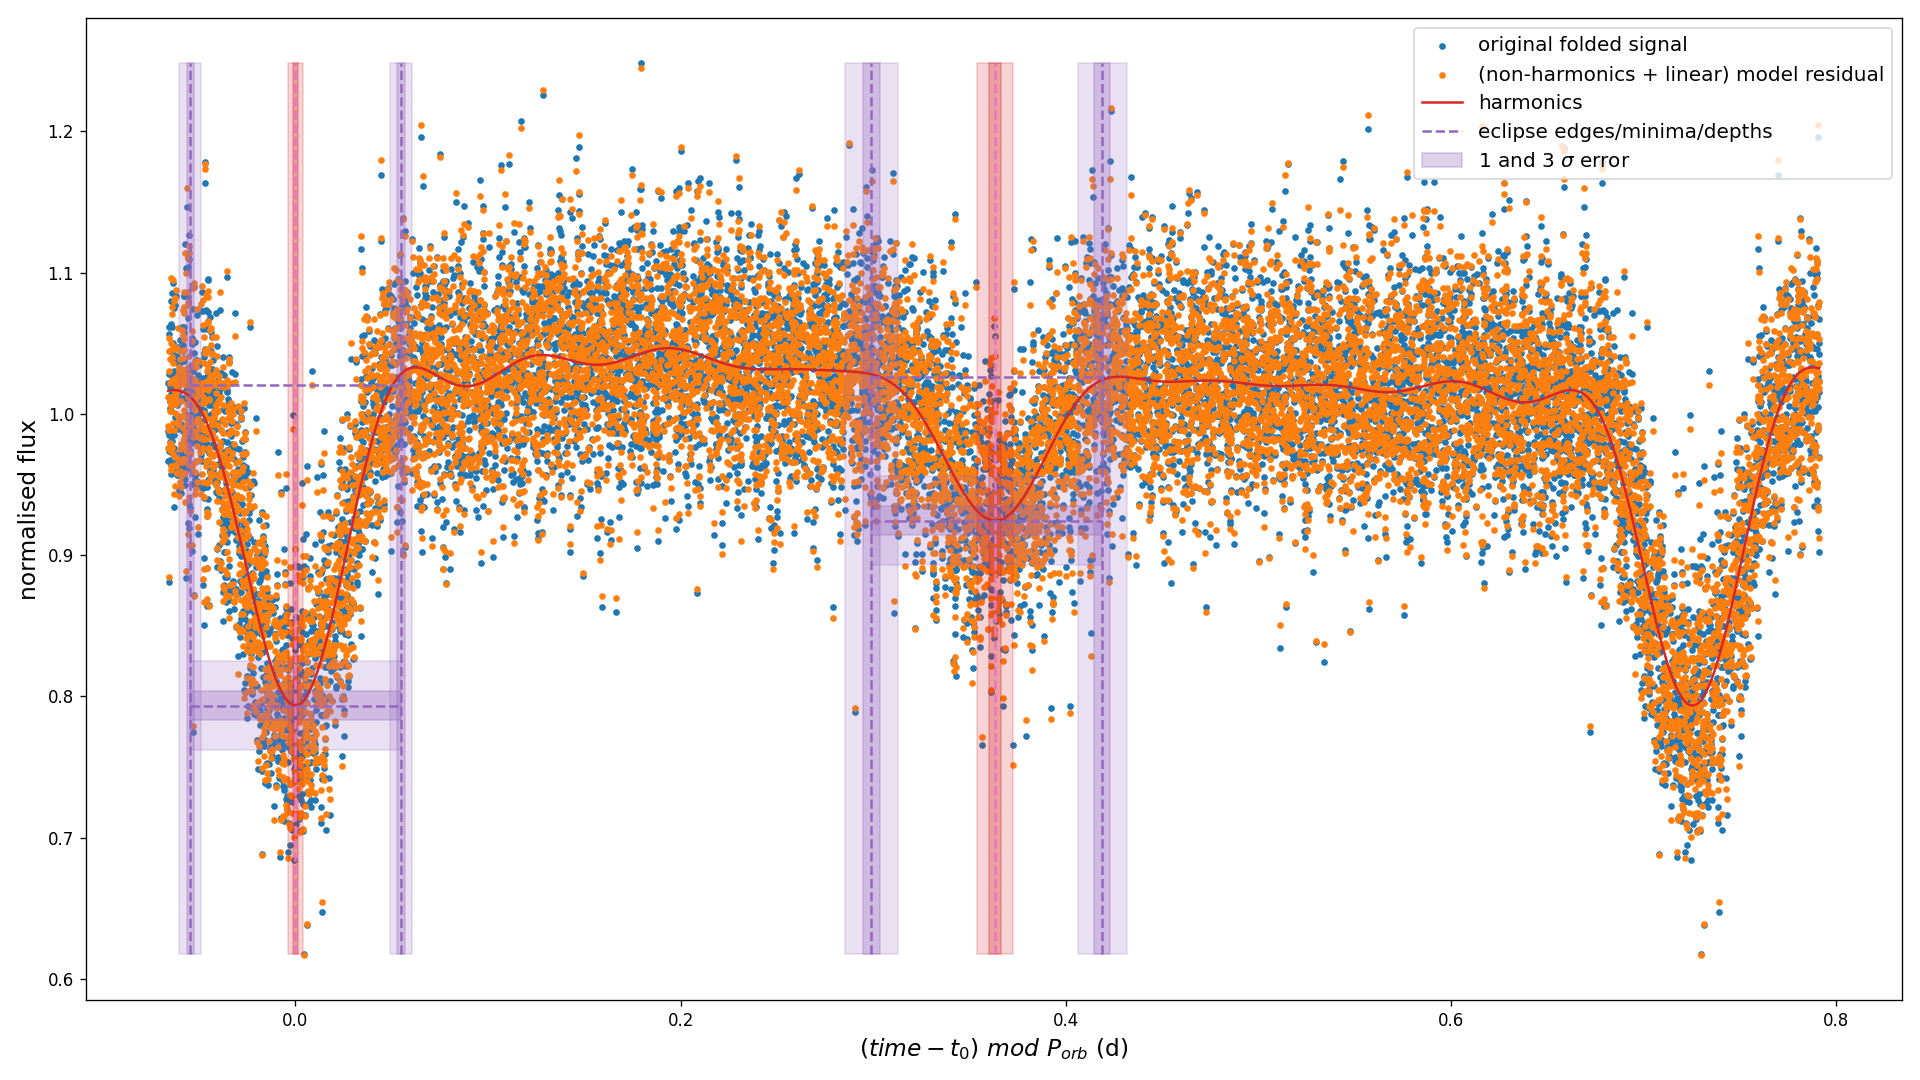 original folded signal
(non-harmonics + linear) model residual
harmonics
eclipse edges/minima/depths
1 and 3 σ error
normalised flux
1.2
1.1
1.0
0.9
0.8
0.7
0.6
0.0 0.2 0.4 0.6 0.8
(time − t₀) mod Pₒᵣᵦ (d)